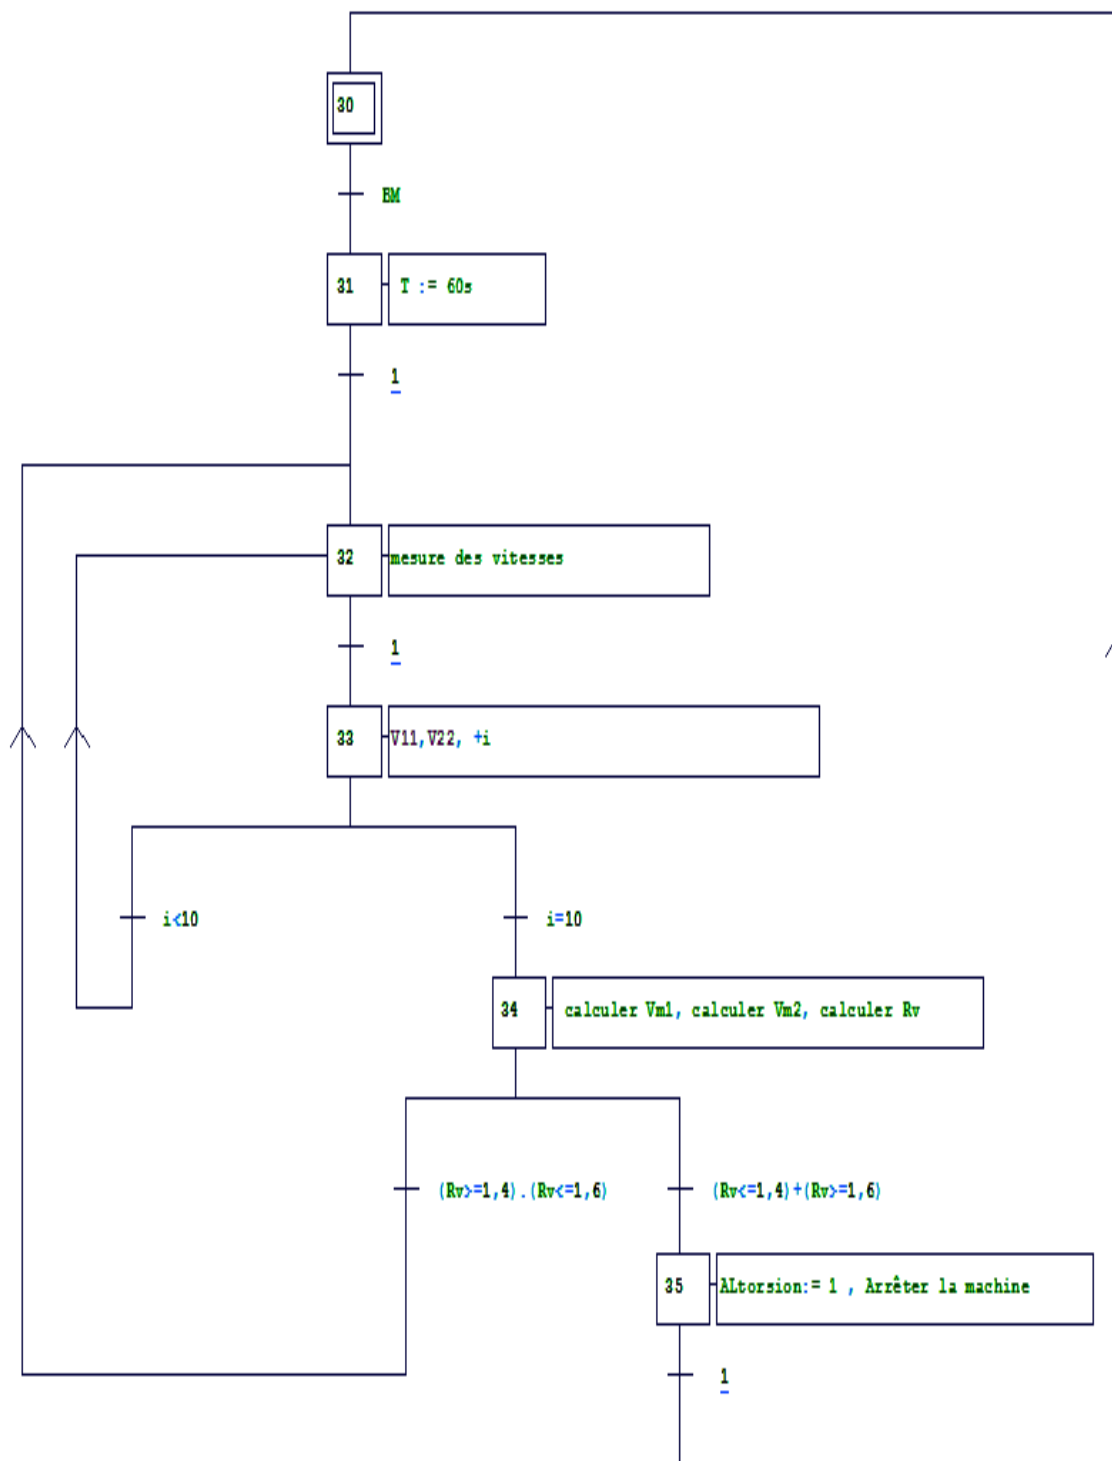 30
BM
31 T := 60s
1
32 mesure des vitesses
1
33 V11,V22, +i
i<10 i=10
34 calculer Vm1, calculer Vm2, calculer Rv
(Rv>=1,4).(Rv<=1,6) (Rv<=1,4)+(Rv>=1,6)
35 ALtorsion:= 1 , Arrêter la machine
1